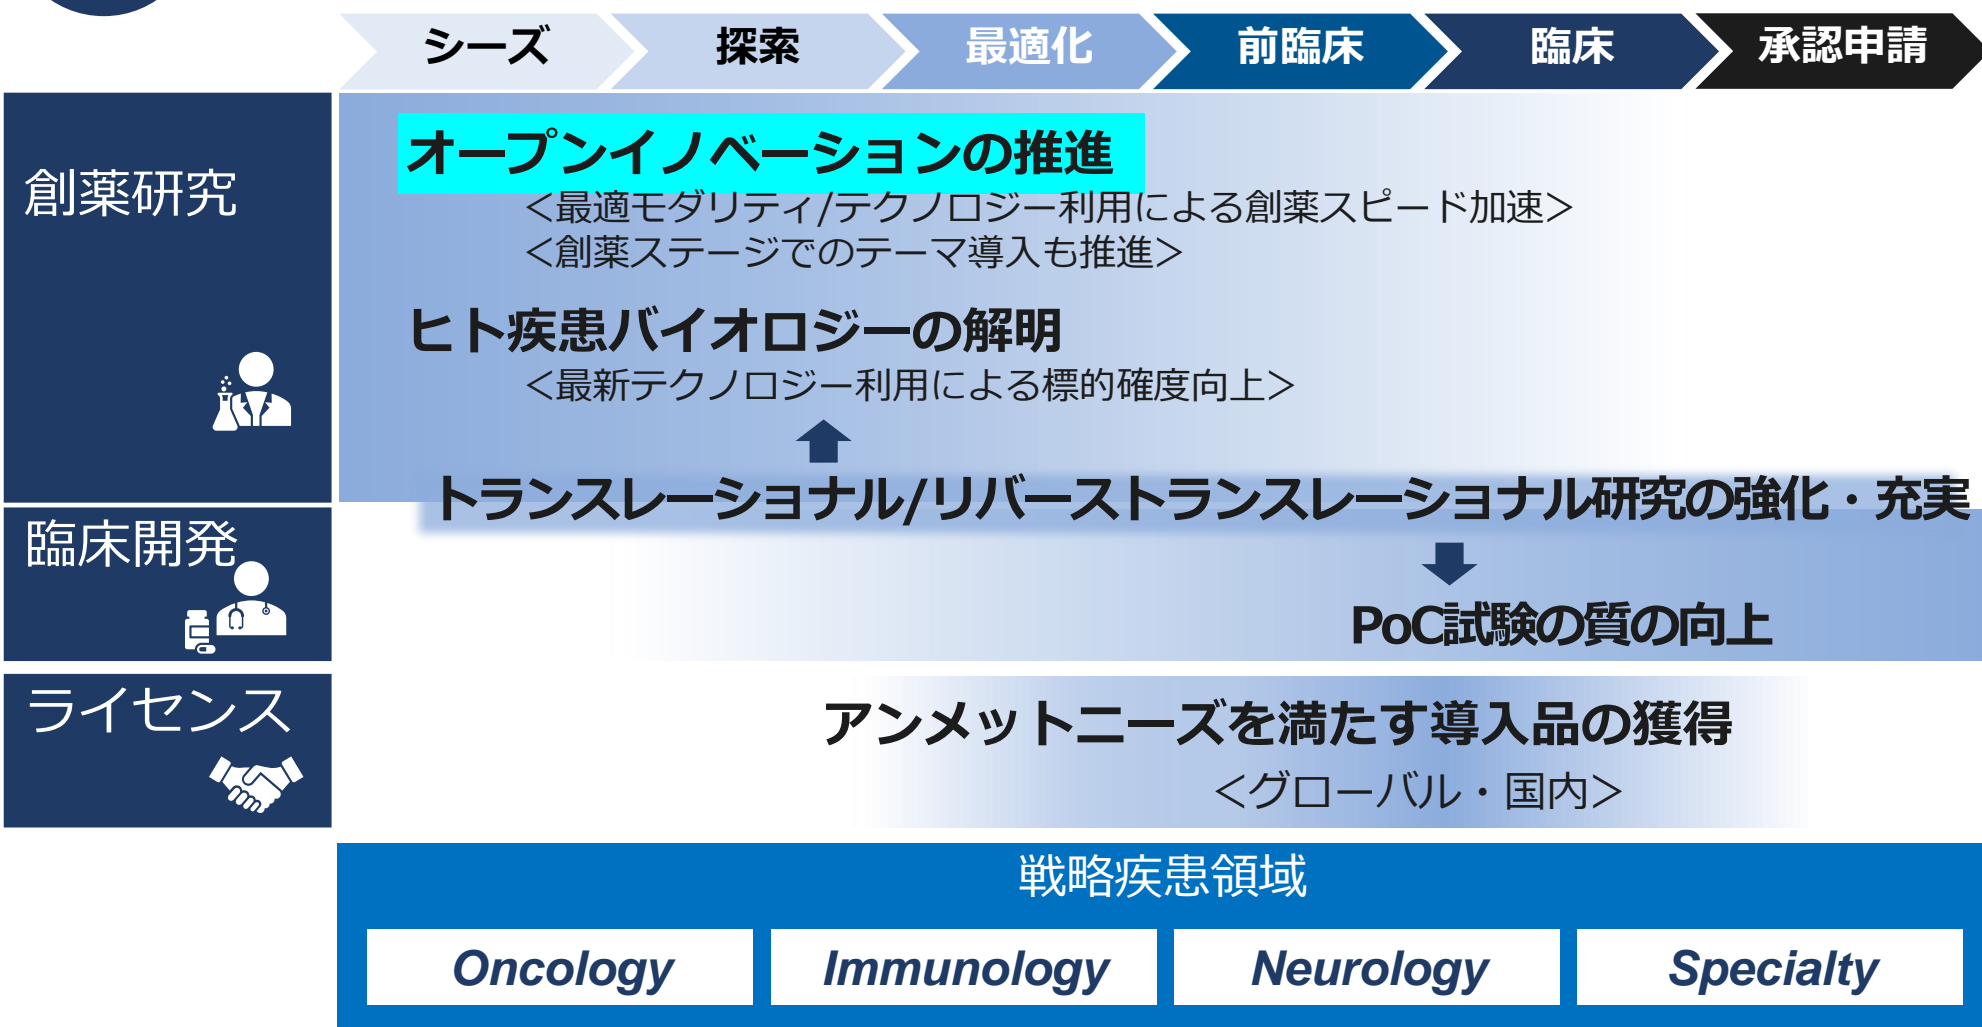 シーズ 探索 最適化 前臨床 臨床 承認申請
創薬研究
オープンイノベーションの推進
<最適モダリティ/テクノロジー利用による創薬スピード加速>
<創薬ステージでのテーマ導入も推進>
ヒト疾患バイオロジーの解明
<最新テクノロジー利用による標的確度向上>
トランスレーショナル/リバーストランスレーショナル研究の強化・充実
臨床開発
PoC試験の質の向上
ライセンス
アンメットニーズを満たす導入品の獲得
<グローバル・国内>
戦略疾患領域
Oncology Immunology Neurology Specialty